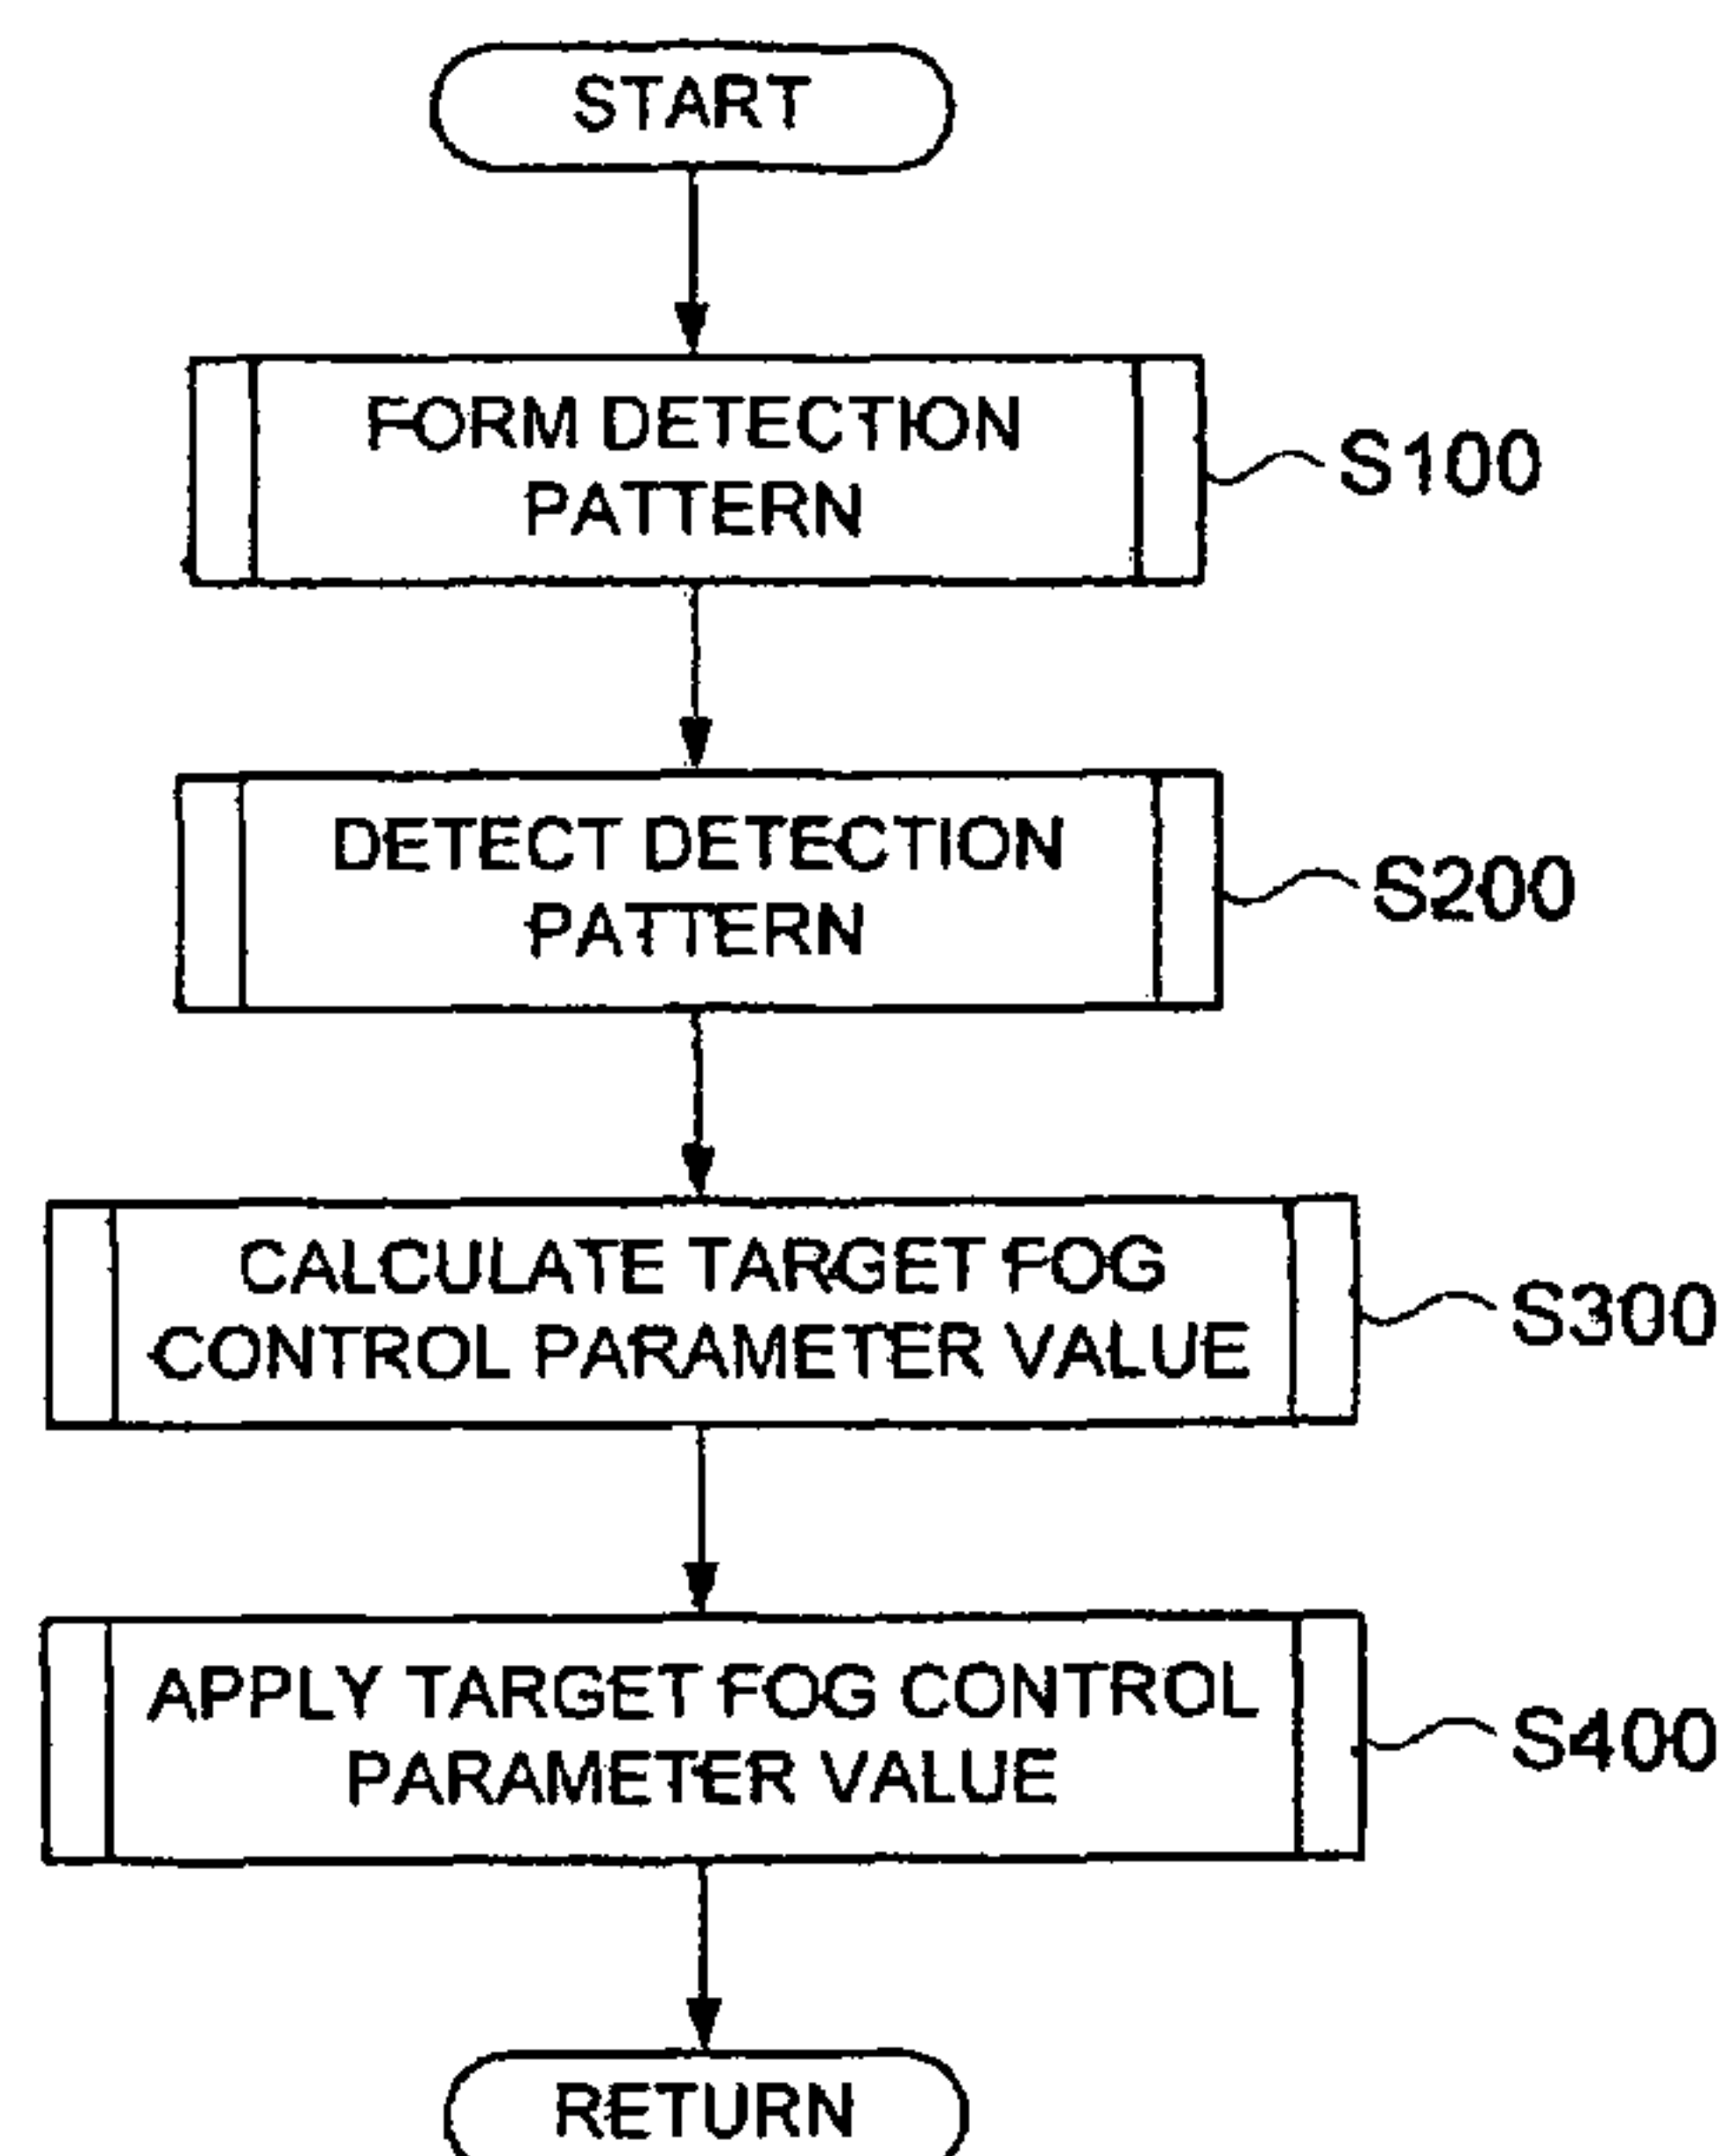 START
FORM DETECTION
PATTERN
S100
DETECT DETECTION
PATTERN
S200
CALCULATE TARGET FOG
CONTROL PARAMETER VALUE
S300
APPLY TARGET FOG CONTROL
PARAMETER VALUE
S400
RETURN